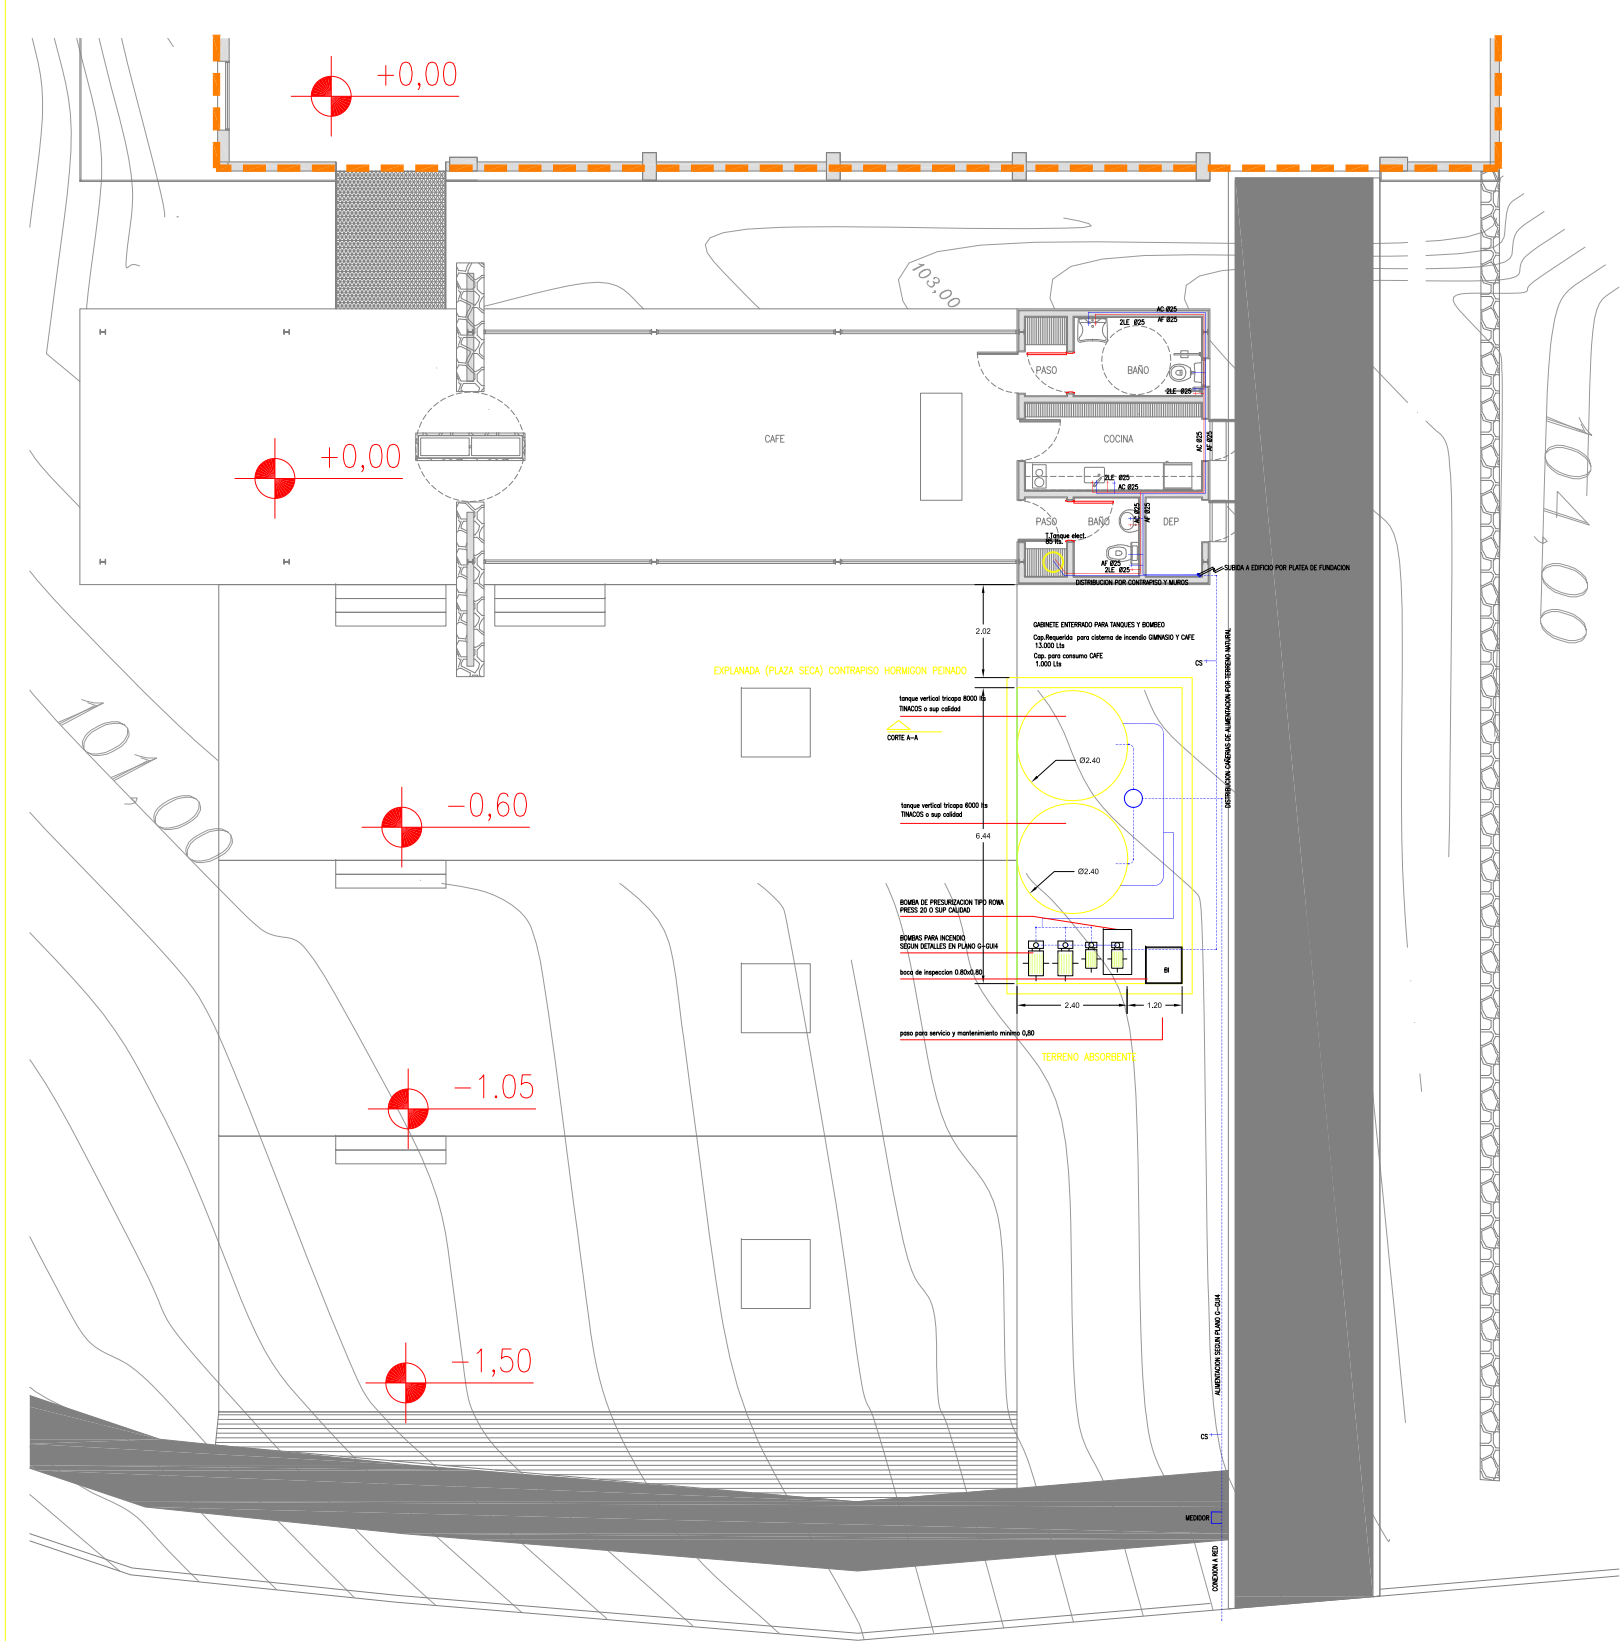 +0,00
103,00
AC Ø25
2LE Ø25
AF Ø25
PASO
BAÑO
2LE Ø25
104,00
CAFE
COCINA
AC Ø25
AF Ø25
+0,00
2LE Ø25
AC Ø25
PASO
BAÑO
AC Ø25
AF Ø25
DEP
T.Tanque elect.
85 lts.
AF Ø25
2LE Ø25
SUBIDA A EDIFICIO POR PLATEA DE FUNDACION
DISTRIBUCION POR CONTRAPISO Y MUROS
2.02
GABINETE ENTERRADO PARA TANQUES Y BOMBEO
Cap.Requerida para cisterna de incendio GIMNASIO Y CAFE
13.000 Lts
Cap. para consumo CAFE
1.000 Lts
CS
DISTRIBUCION CAÑERIAS DE ALIMENTACION POR TERRENO NATURAL
EXPLANADA (PLAZA SECA) CONTRAPISO HORMIGON PEINADO
tanque vertical tricapa 8000 lts
TINACOS o sup calidad
CORTE A-A
101,00
Ø2.40
-0,60
tanque vertical tricapa 6000 lts
TINACOS o sup calidad
6.44
Ø2.40
BOMBA DE PRESURIZACION TIPO ROWA
PRESS 20 O SUP CALIDAD
BOMBAS PARA INCENDIO
SEGUN DETALLES EN PLANO G-GUI4
boca de inspeccion 0.80x0.80
BI
2.40
1.20
paso para servicio y mantenimiento minimo 0,80
TERRENO ABSORBENTE
-1.05
ALIMENTACION SEGUN PLANO G-GUI4
-1,50
CS
MEDIDOR
CONEXION A RED